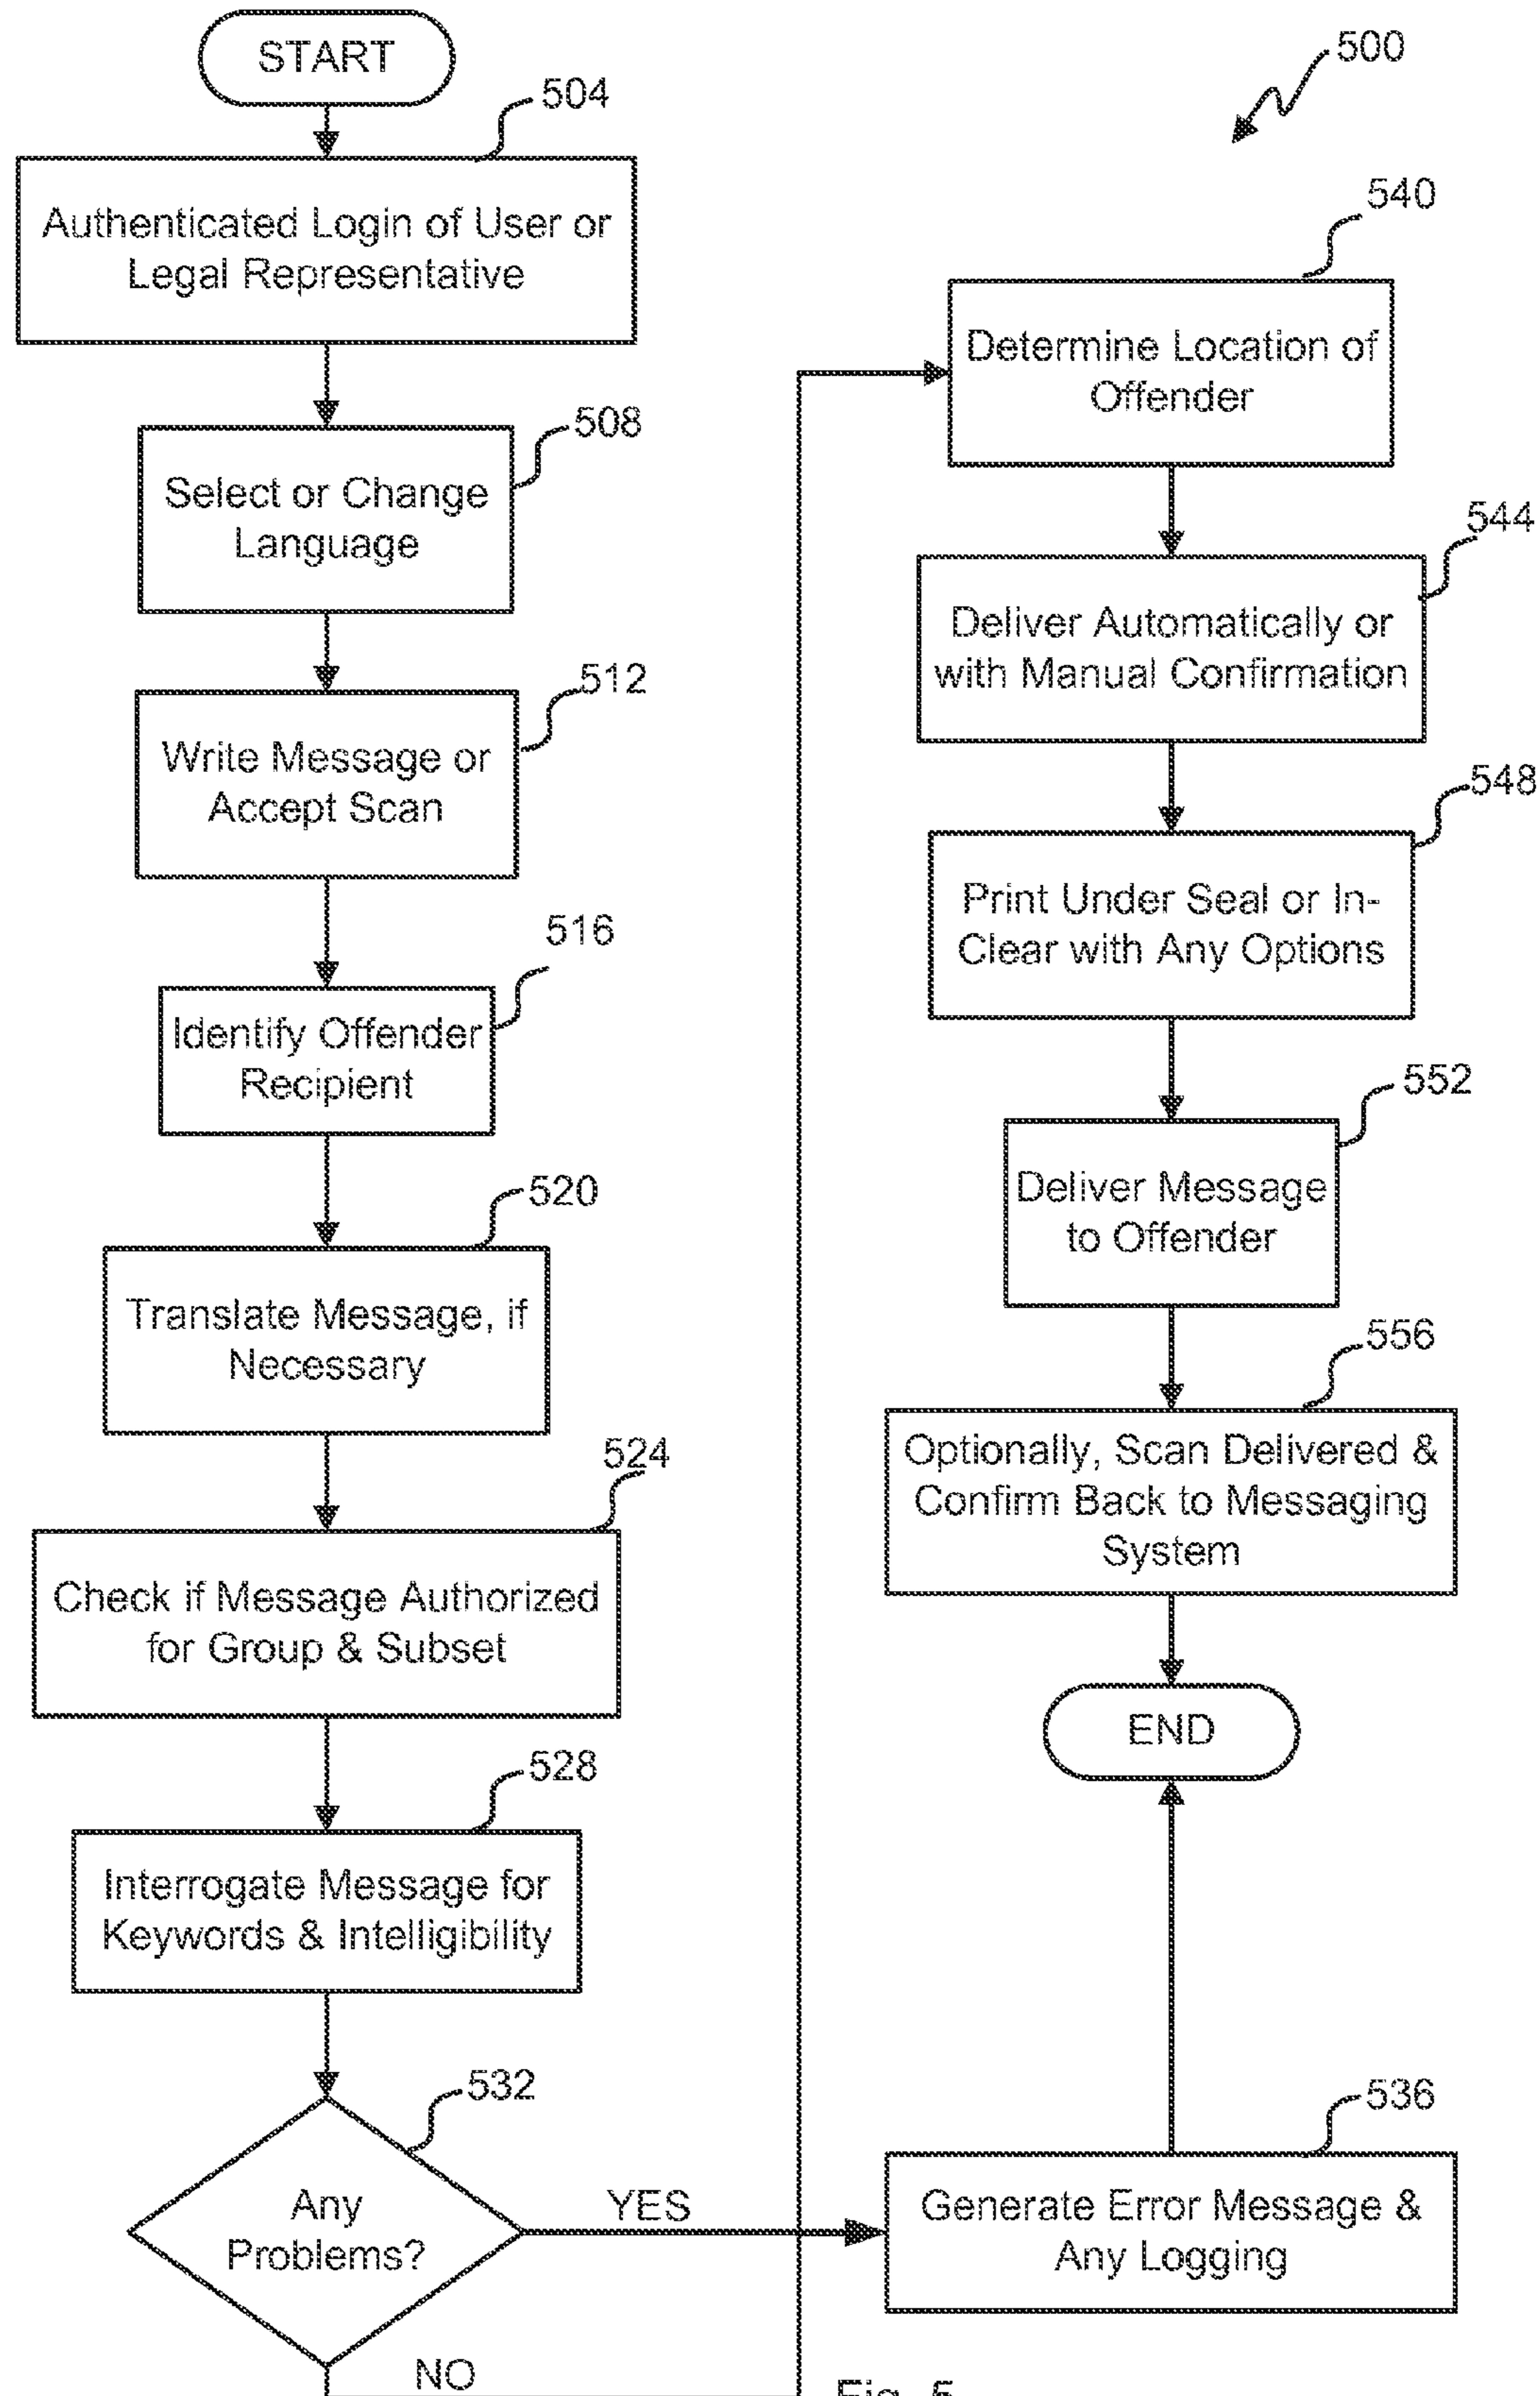 START
504
Authenticated Login of User or
Legal Representative
508
Select or Change
Language
512
Write Message or
Accept Scan
516
Identify Offender
Recipient
520
Translate Message, if
Necessary
524
Check if Message Authorized
for Group & Subset
528
Interrogate Message for
Keywords & Intelligibility
532
Any
Problems?
YES
NO
500
540
Determine Location of
Offender
544
Deliver Automatically or
with Manual Confirmation
548
Print Under Seal or In-
Clear with Any Options
552
Deliver Message
to Offender
556
Optionally, Scan Delivered &
Confirm Back to Messaging
System
END
536
Generate Error Message &
Any Logging
Fig. 5